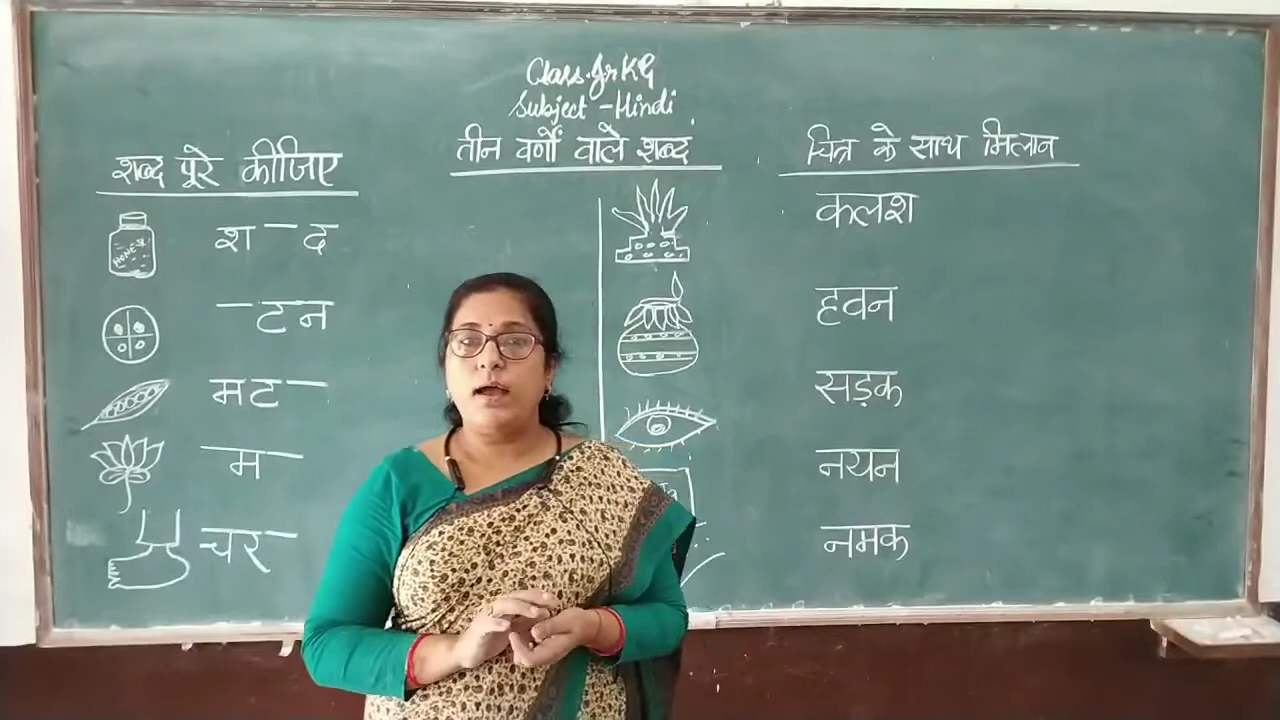 Class - Jr KG
Subject - Hindi
तीन वर्णों वाले शब्द
शब्द पूरे कीजिए
HONEY
श - द
- टन
मट -
- म -
चर -
चित्र के साथ मिलान
कलश
हवन
सड़क
नयन
नमक